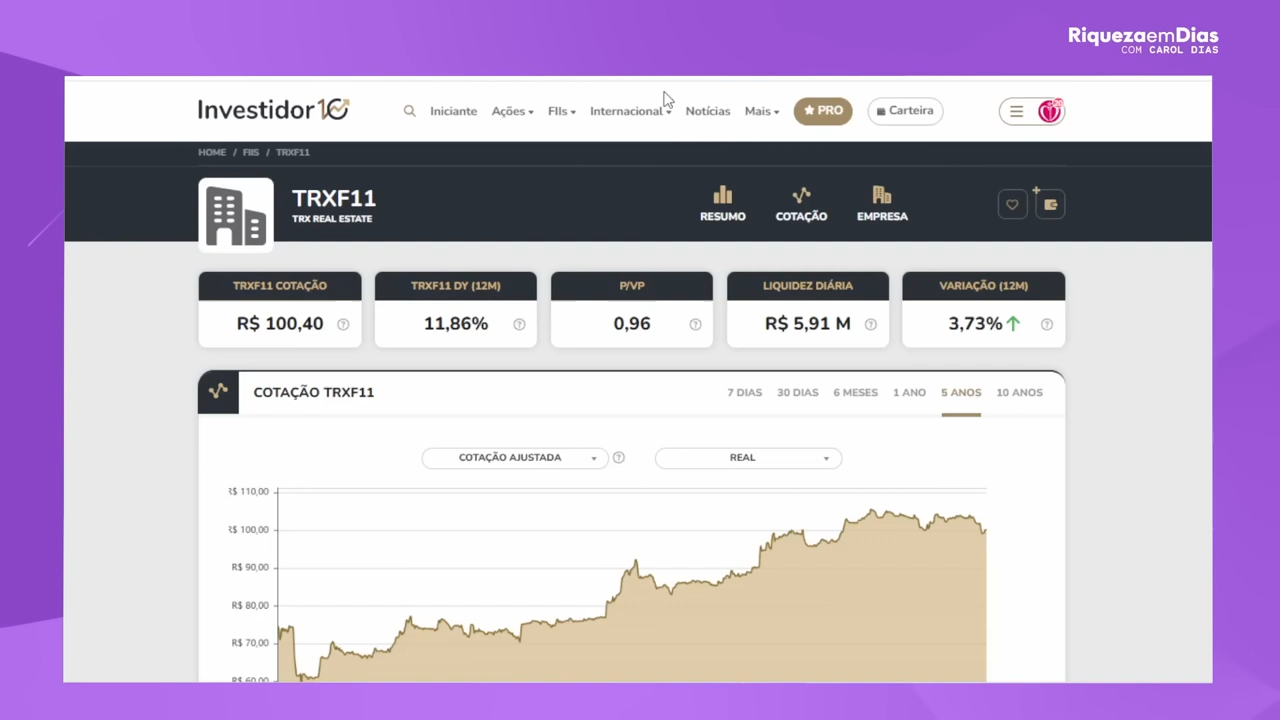 RiquezaemDias
COM CAROL DIAS
Investidor10
Iniciante
Ações
FIIs
Internacional
Notícias
Mais
PRO
Carteira
HOME / FIIS / TRXF11
TRXF11
TRX REAL ESTATE
RESUMO
COTAÇÃO
EMPRESA
TRXF11 COTAÇÃO
R$ 100,40
TRXF11 DY (12M)
11,86%
P/VP
0,96
LIQUIDEZ DIÁRIA
R$ 5,91 M
VARIAÇÃO (12M)
3,73%
COTAÇÃO TRXF11
7 DIAS
30 DIAS
6 MESES
1 ANO
5 ANOS
10 ANOS
COTAÇÃO AJUSTADA
REAL
R$ 110,00
R$ 100,00
R$ 90,00
R$ 80,00
R$ 70,00
R$ 60,00